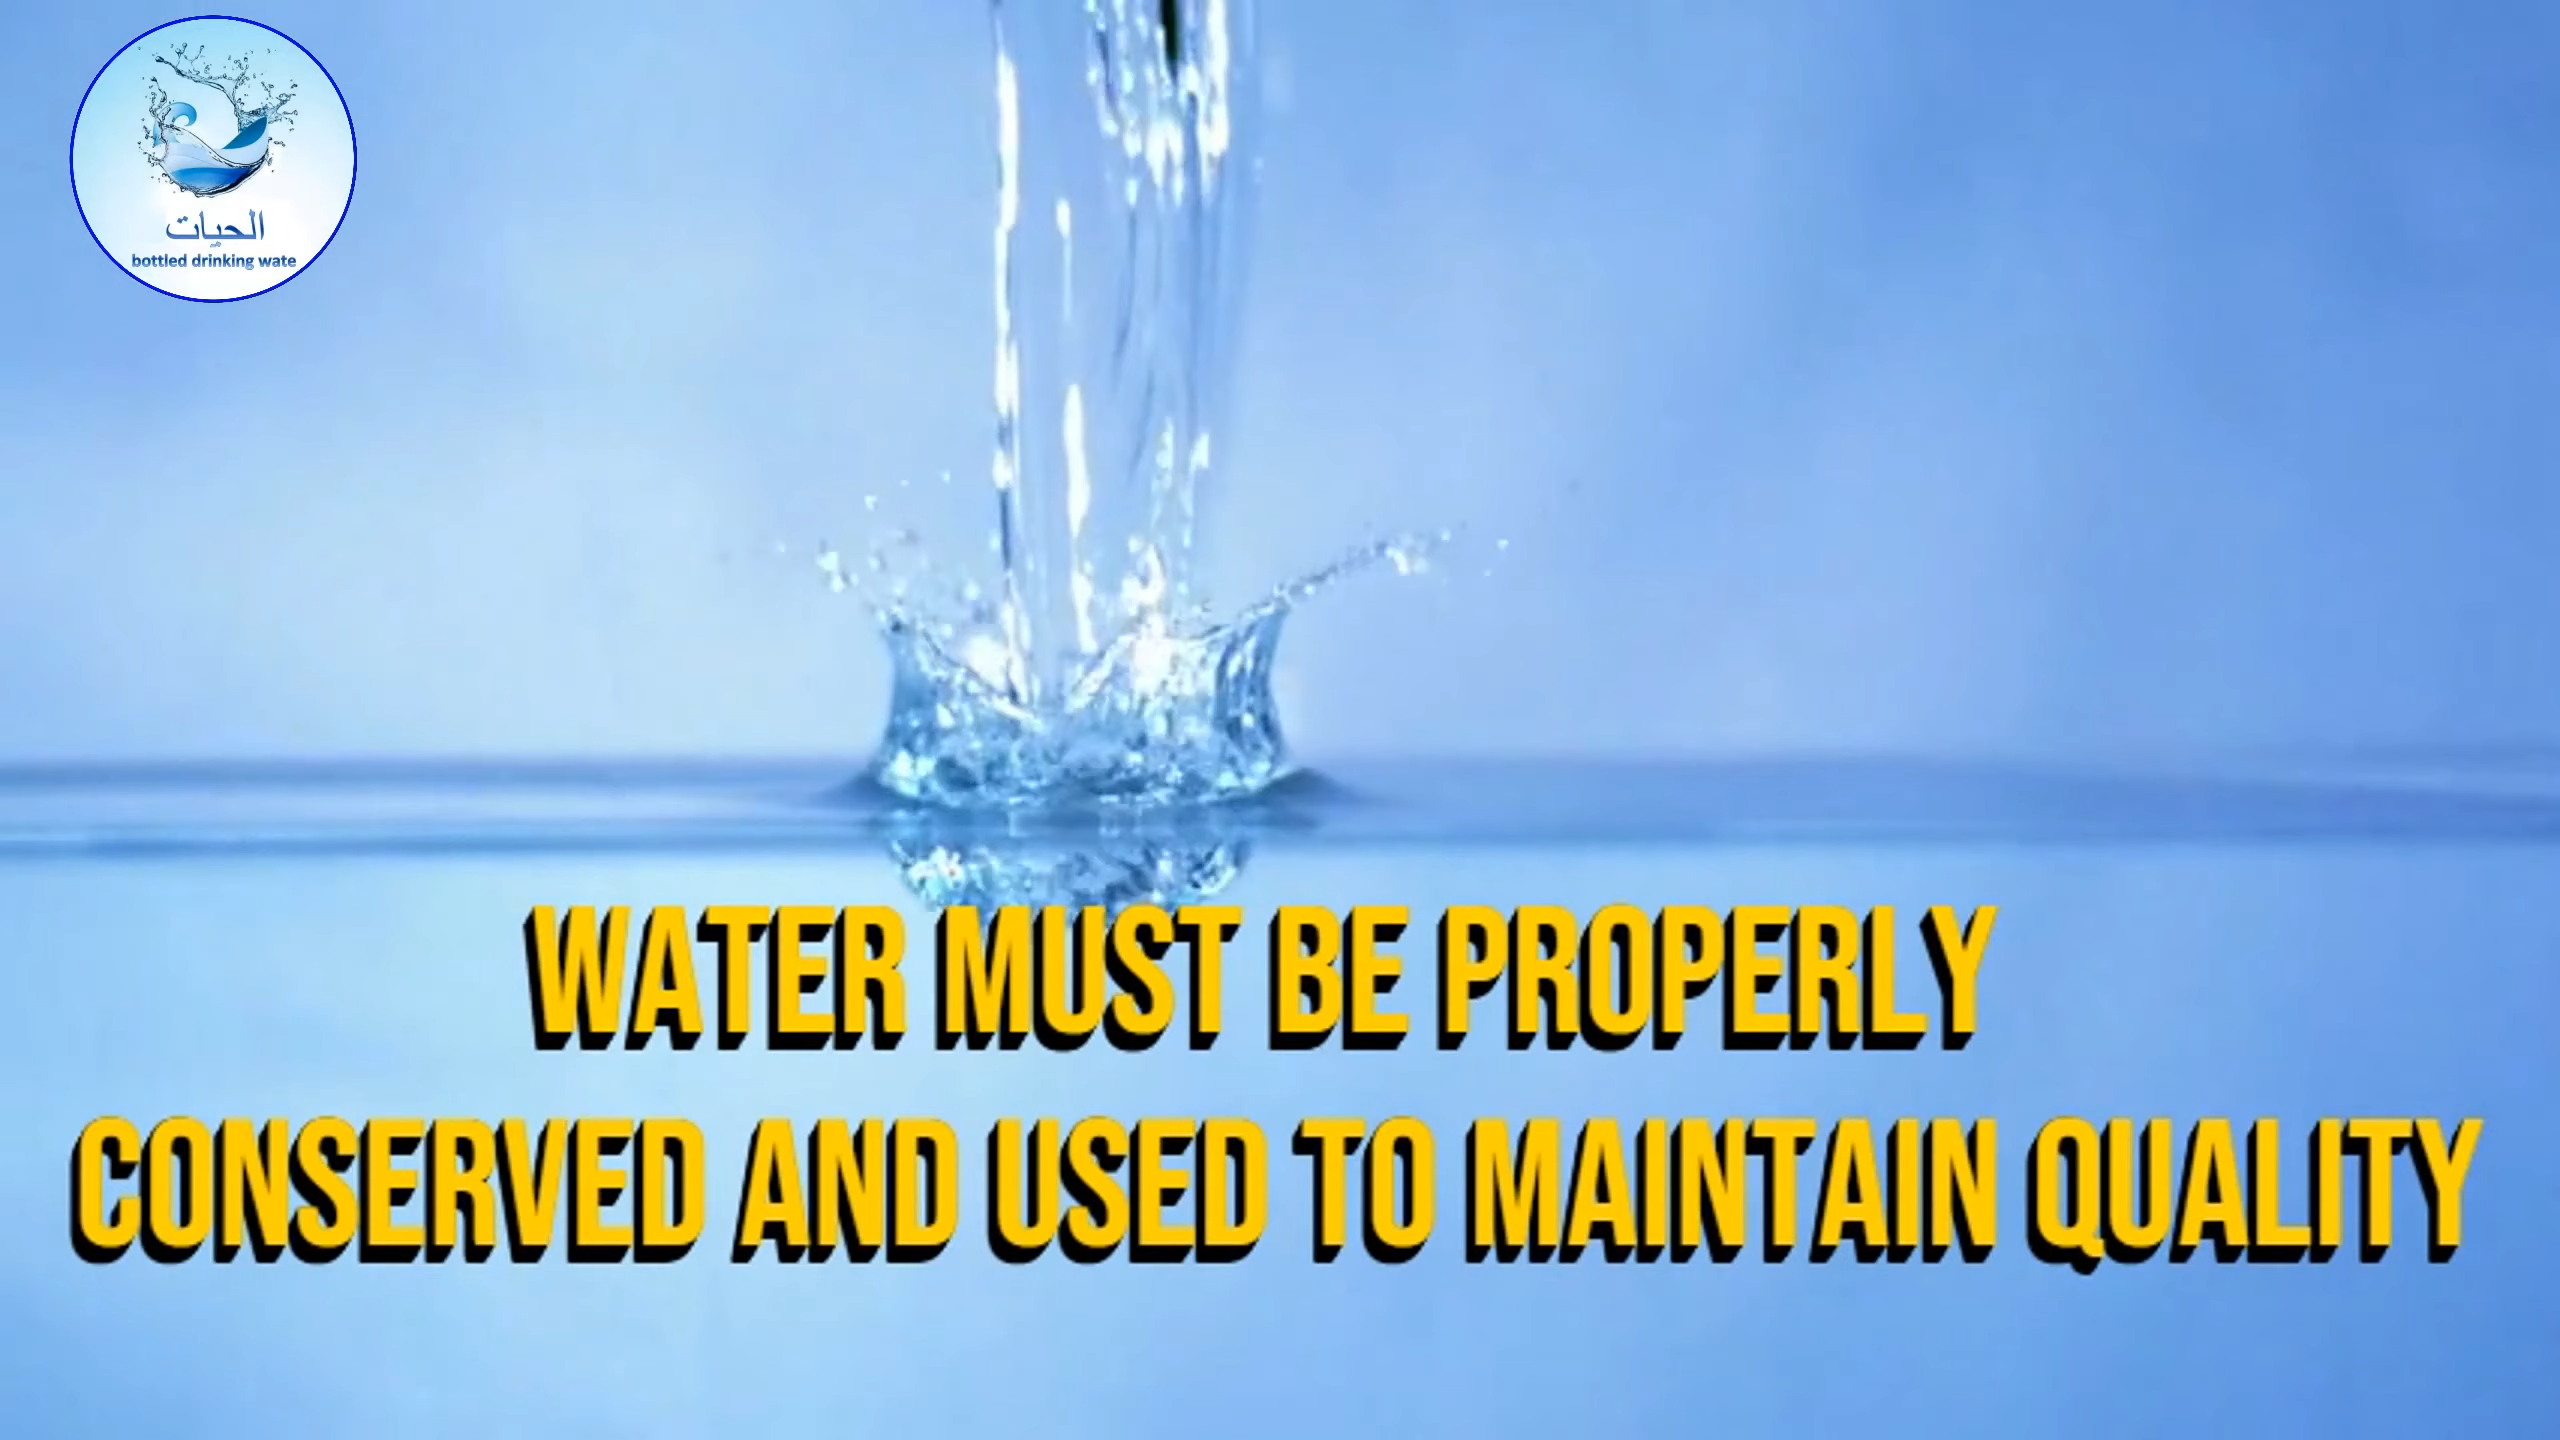 الحيات
bottled drinking wate
WATER MUST BE PROPERLY
CONSERVED AND USED TO MAINTAIN QUALITY